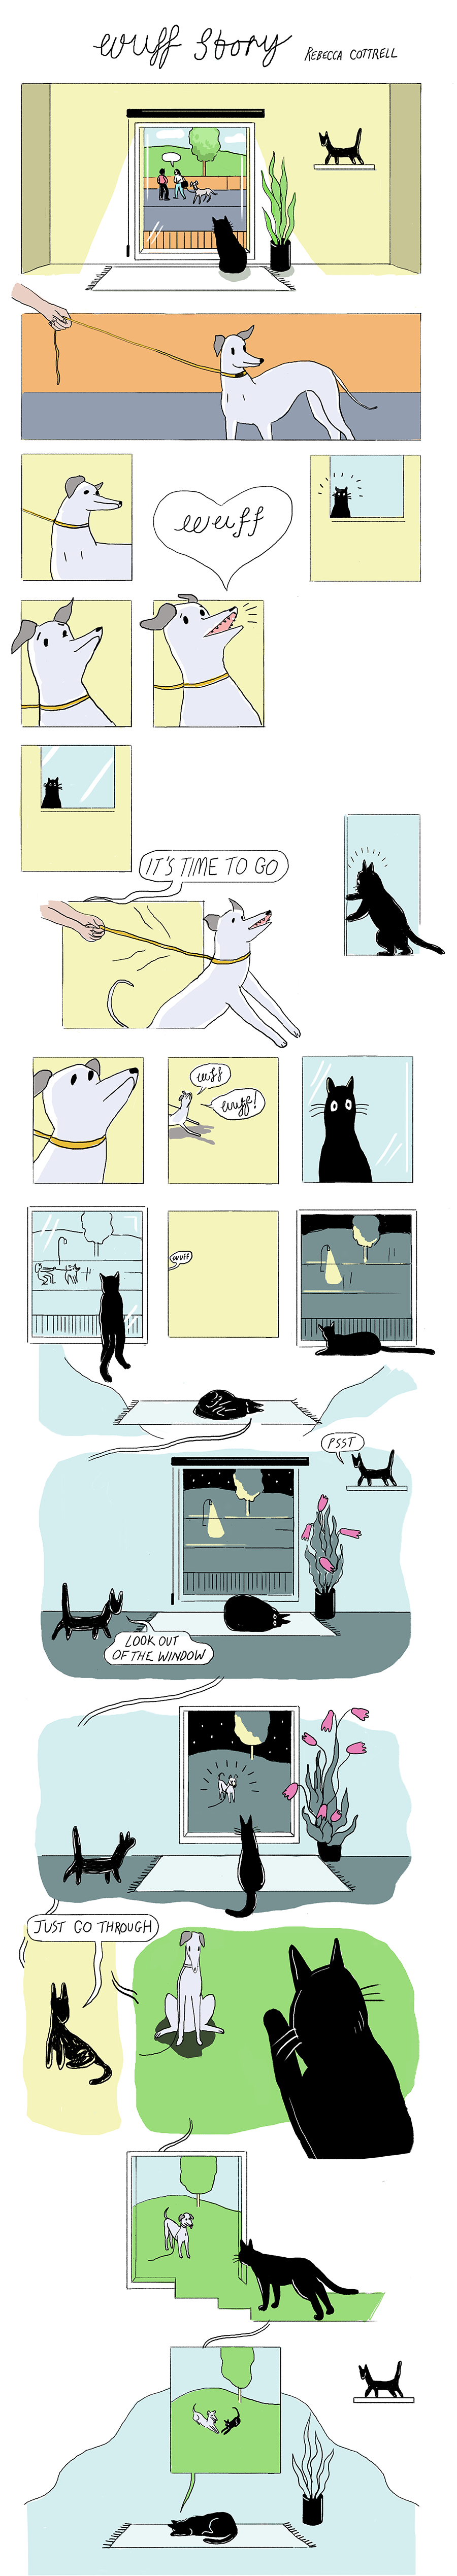 Wuff Story
REBECCA COTTRELL
wuff
IT'S TIME TO GO
wuff
wuff!
wuff
PSST
LOOK OUT
OF THE WINDOW
JUST GO THROUGH